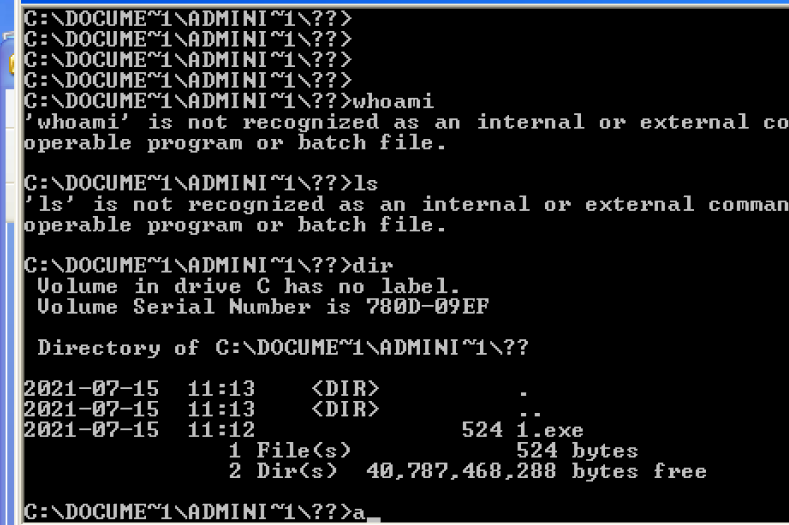 C:\DOCUME~1\ADMINI~1\??>
C:\DOCUME~1\ADMINI~1\??>
C:\DOCUME~1\ADMINI~1\??>
C:\DOCUME~1\ADMINI~1\??>
C:\DOCUME~1\ADMINI~1\??>whoami
'whoami' is not recognized as an internal or external co
operable program or batch file.
C:\DOCUME~1\ADMINI~1\??>ls
'ls' is not recognized as an internal or external comman
operable program or batch file.
C:\DOCUME~1\ADMINI~1\??>dir
Volume in drive C has no label.
Volume Serial Number is 780D-09EF
Directory of C:\DOCUME~1\ADMINI~1\??
2021-07-15  11:13    <DIR>          .
2021-07-15  11:13    <DIR>          ..
2021-07-15  11:12               524 1.exe
1 File(s)            524 bytes
2 Dir(s)  40,787,468,288 bytes free
C:\DOCUME~1\ADMINI~1\??>a_